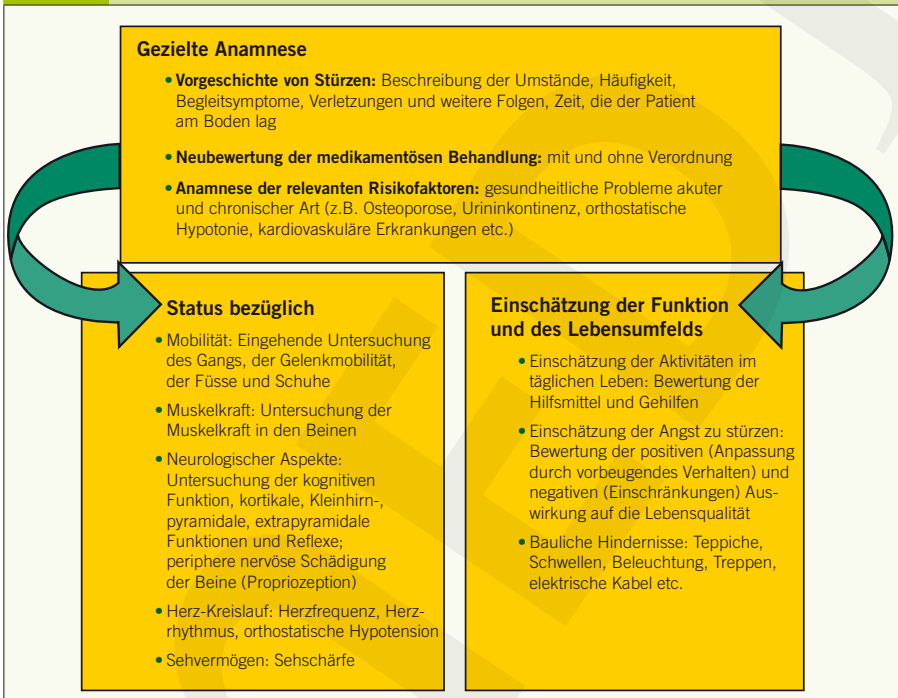 Gezielte Anamnese
• Vorgeschichte von Stürzen: Beschreibung der Umstände, Häufigkeit,
Begleitsymptome, Verletzungen und weitere Folgen, Zeit, die der Patient
am Boden lag
• Neubewertung der medikamentösen Behandlung: mit und ohne Verordnung
• Anamnese der relevanten Risikofaktoren: gesundheitliche Probleme akuter
und chronischer Art (z.B. Osteoporose, Urininkontinenz, orthostatische
Hypotonie, kardiovaskuläre Erkrankungen etc.)
Status bezüglich
• Mobilität: Eingehende Untersuchung
des Gangs, der Gelenkmobilität,
der Füsse und Schuhe
• Muskelkraft: Untersuchung der
Muskelkraft in den Beinen
• Neurologischer Aspekte:
Untersuchung der kognitiven
Funktion, kortikale, Kleinhirn-,
pyramidale, extrapyramidale
Funktionen und Reflexe;
periphere nervöse Schädigung
der Beine (Propriozeption)
• Herz-Kreislauf: Herzfrequenz, Herz-
rhythmus, orthostatische Hypotension
• Sehvermögen: Sehschärfe
Einschätzung der Funktion
und des Lebensumfelds
• Einschätzung der Aktivitäten im
täglichen Leben: Bewertung der
Hilfsmittel und Gehilfen
• Einschätzung der Angst zu stürzen:
Bewertung der positiven (Anpassung
durch vorbeugendes Verhalten) und
negativen (Einschränkungen) Aus-
wirkung auf die Lebensqualität
• Bauliche Hindernisse: Teppiche,
Schwellen, Beleuchtung, Treppen,
elektrische Kabel etc.